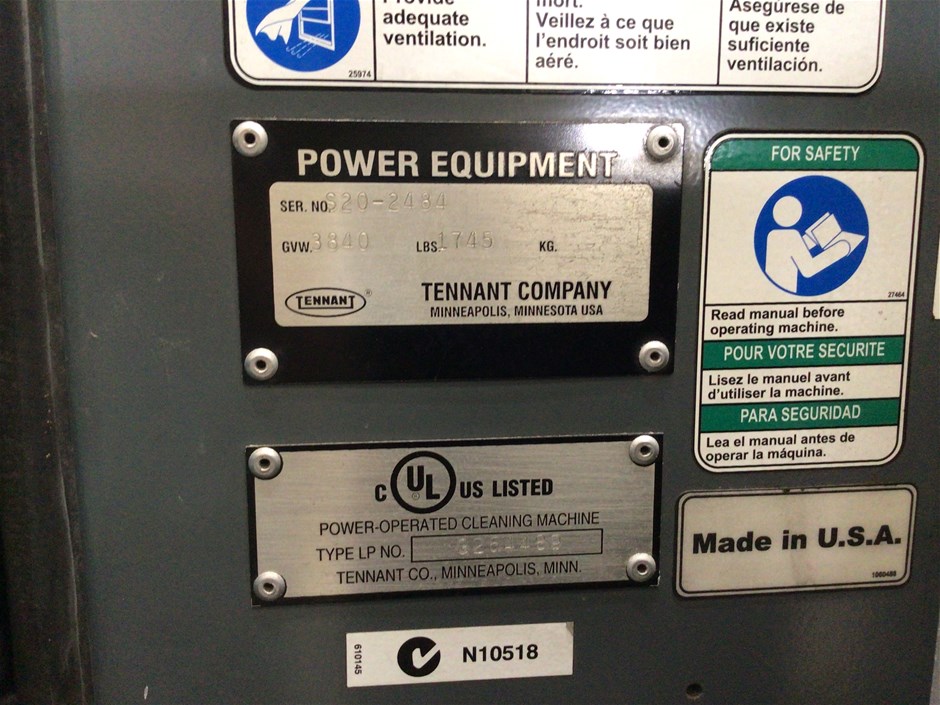 Provide
adequate
ventilation.
mort.
Veillez à ce que
l'endroit soit bien
aéré.
Asegúrese de
que existe
suficiente
ventilación.
25974
POWER EQUIPMENT
SER. NO. S20-2484
GVW. 3840 LBS. 1745 KG.
TENNANT ®
TENNANT COMPANY
MINNEAPOLIS, MINNESOTA USA
FOR SAFETY
27464
Read manual before
operating machine.
POUR VOTRE SECURITE
Lisez le manuel avant
d'utiliser la machine.
PARA SEGURIDAD
Lea el manual antes de
operar la máquina.
C UL US LISTED
POWER-OPERATED CLEANING MACHINE
TYPE LP NO.
TENNANT CO., MINNEAPOLIS, MINN.
Made in U.S.A.
610145
N10518